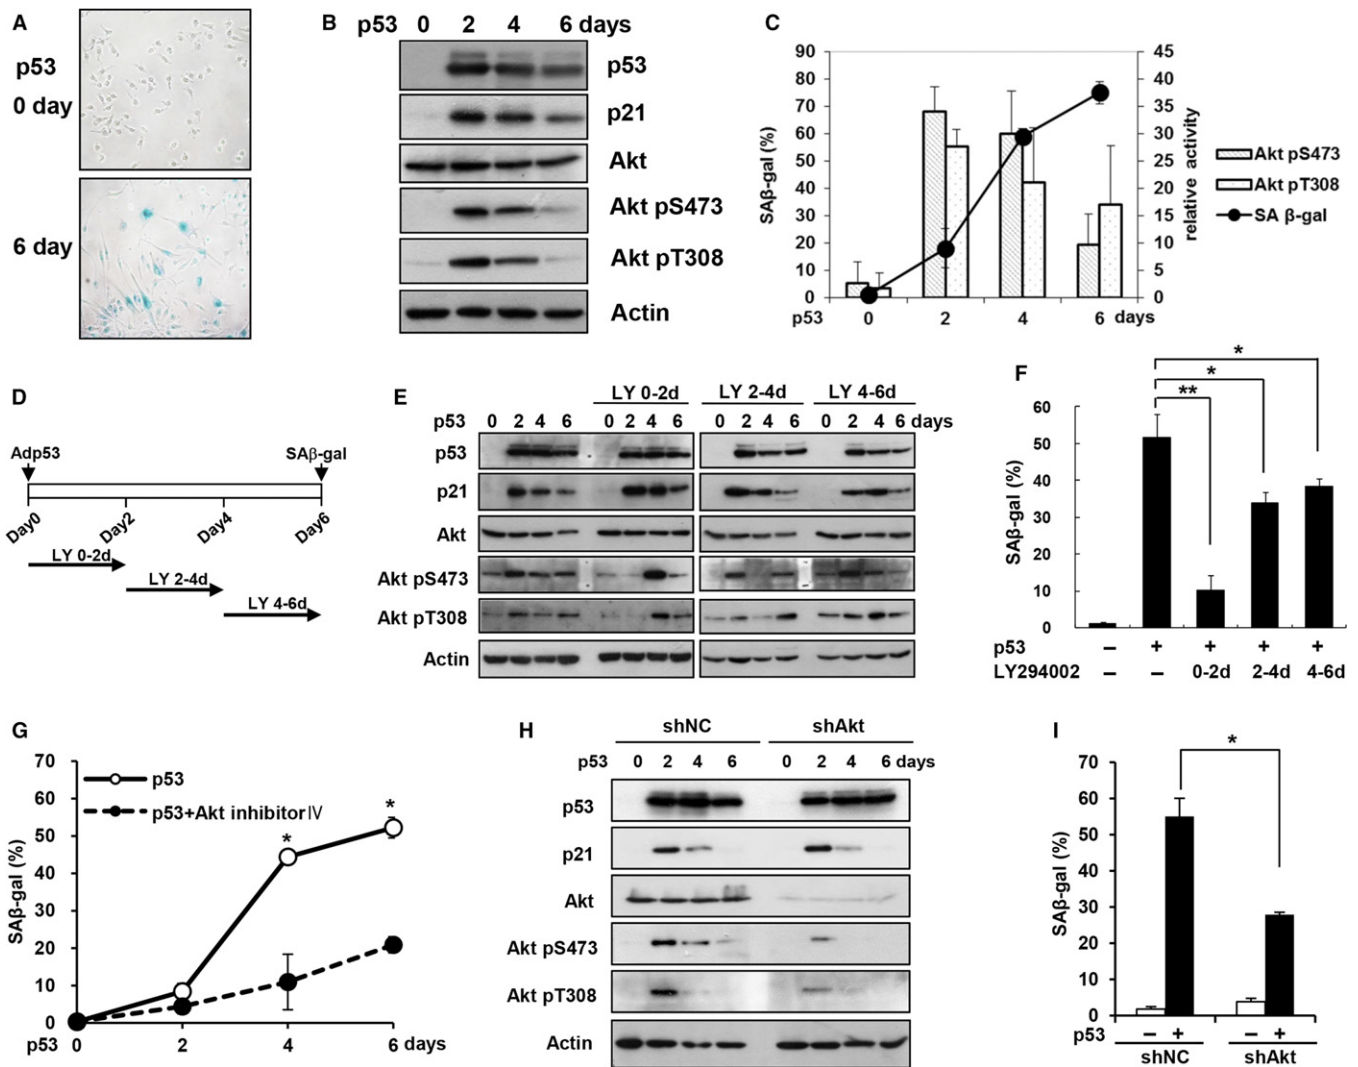 A
p53
0 day
6 day
B
p53 0 2 4 6 days
p53
p21
Akt
Akt pS473
Akt pT308
Actin
C
90
80
70
60
50
40
30
20
10
0
SAβ-gal (%)
45
40
35
30
25
20
15
10
5
0
relative activity
p53 0 2 4 6 days
Akt pS473
Akt pT308
SA β-gal
D
Adp53 SAβ-gal
Day0 Day2 Day4 Day6
LY 0-2d
LY 2-4d
LY 4-6d
E
LY 0-2d LY 2-4d LY 4-6d
p53 0 2 4 6 0 2 4 6 0 2 4 6 0 2 4 6 days
p53
p21
Akt
Akt pS473
Akt pT308
Actin
F
*
*
**
60
50
40
30
20
10
0
SAβ-gal (%)
p53 – + + + +
LY294002 – – 0-2d 2-4d 4-6d
G
70
60
50
40
30
20
10
0
SAβ-gal (%)
p53
p53+Akt inhibitor IV
*
*
p53 0 2 4 6 days
H
shNC shAkt
p53 0 2 4 6 0 2 4 6 days
p53
p21
Akt
Akt pS473
Akt pT308
Actin
I
*
70
60
50
40
30
20
10
0
SAβ-gal (%)
p53 – + – +
shNC shAkt